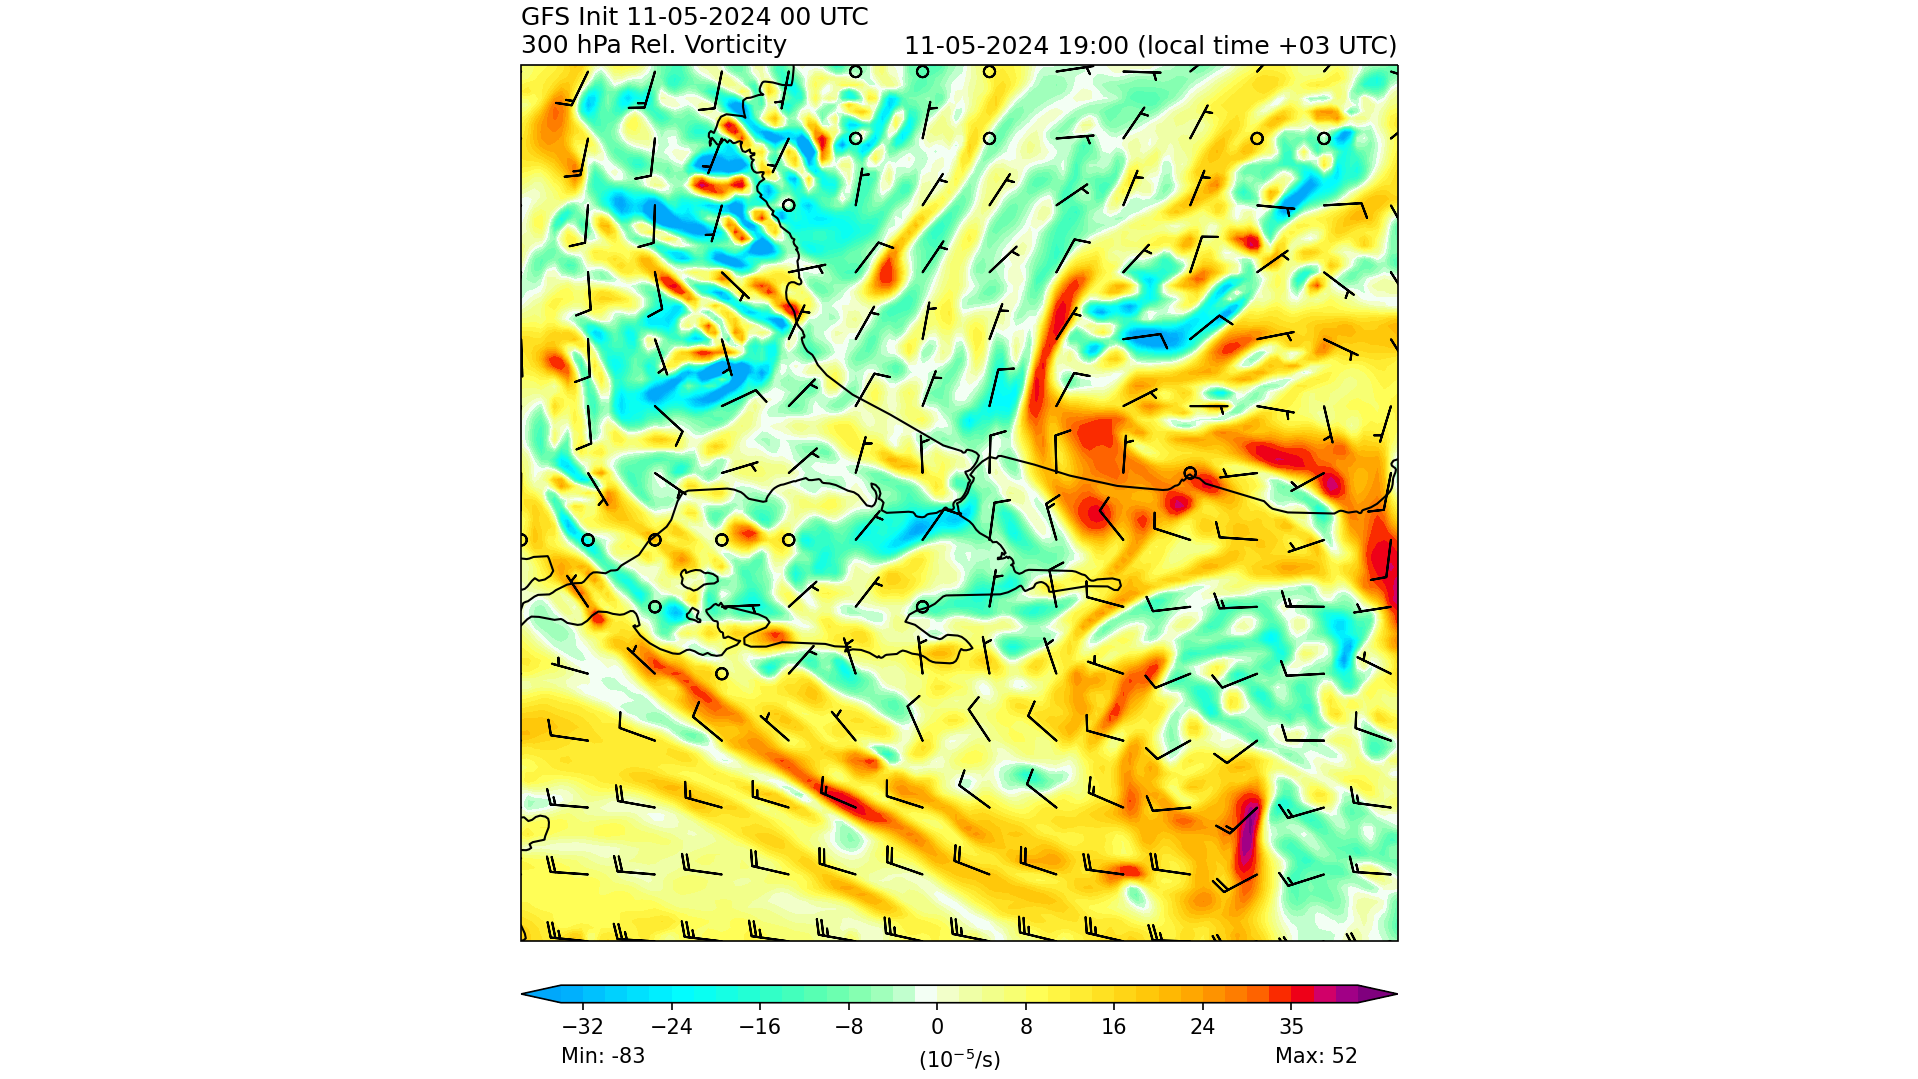 GFS Init 11-05-2024 00 UTC
300 hPa Rel. Vorticity
11-05-2024 19:00 (local time +03 UTC)
−32 −24 −16 −8 0 8 16 24 35
Min: -83
(10⁻⁵/s)
Max: 52